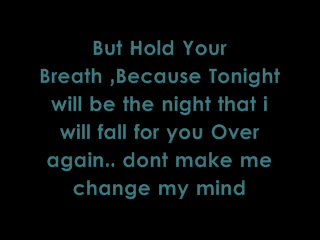 But Hold Your
Breath ,Because Tonight
will be the night that i
will fall for you Over
again.. dont make me
change my mind